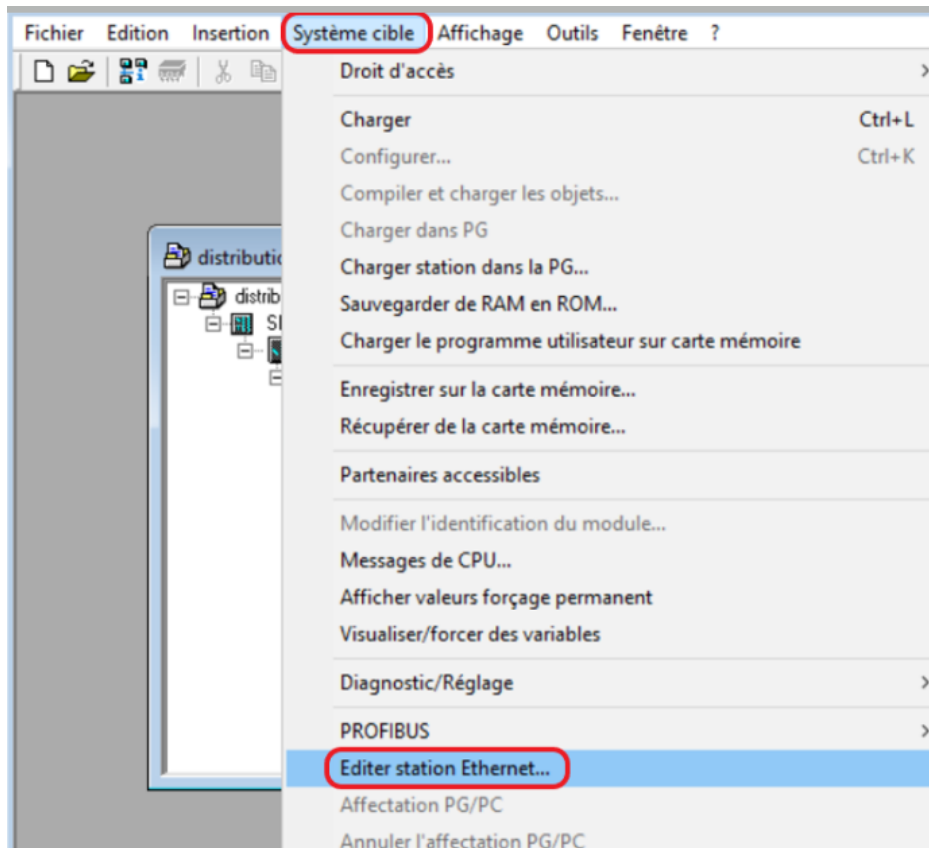 Fichier Edition Insertion Système cible Affichage Outils Fenêtre ?
Droit d'accès
Charger Ctrl+L
Configurer... Ctrl+K
Compiler et charger les objets...
Charger dans PG
distributio
Charger station dans la PG...
distrib
Sauvegarder de RAM en ROM...
SI
Charger le programme utilisateur sur carte mémoire
Enregistrer sur la carte mémoire...
Récupérer de la carte mémoire...
Partenaires accessibles
Modifier l'identification du module...
Messages de CPU...
Afficher valeurs forçage permanent
Visualiser/forcer des variables
Diagnostic/Réglage
PROFIBUS
Editer station Ethernet...
Affectation PG/PC
Annuler l'affectation PG/PC